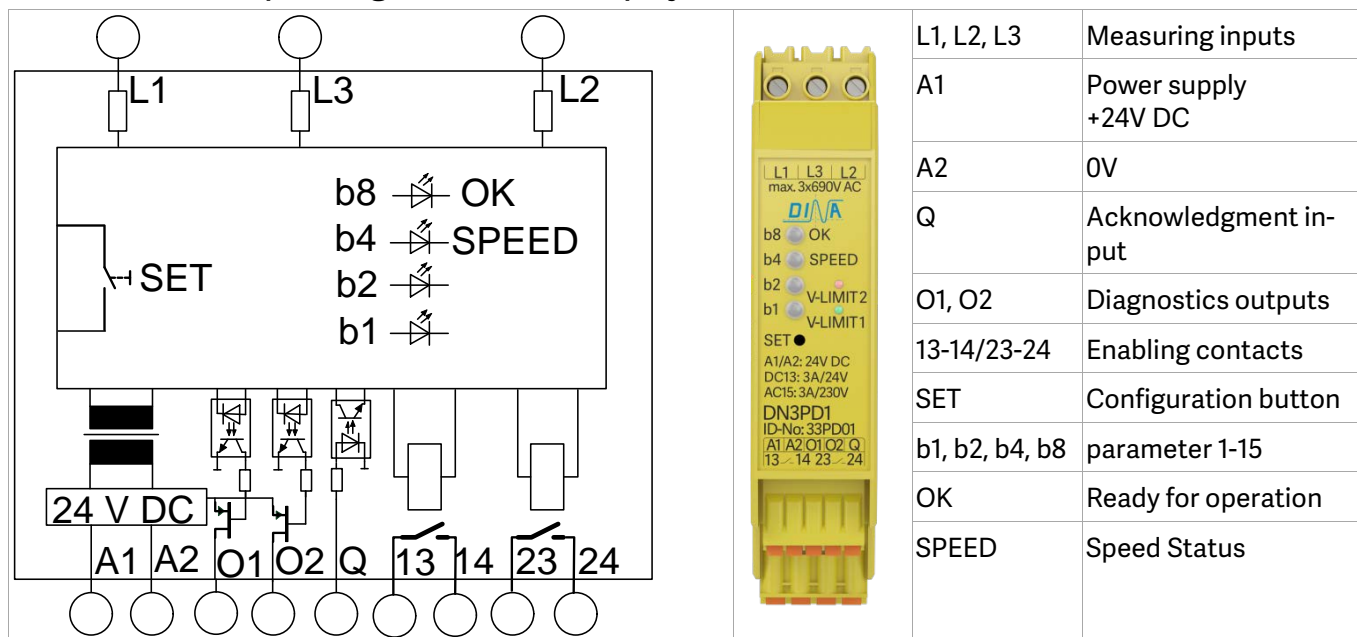 L1 L3 L2
b8 OK
b4 SPEED
b2
b1
SET
24 V DC
A1 A2 O1 O2 Q 13 14 23 24
L1 L3 L2
max. 3x690V AC
DINA
b8 OK
b4 SPEED
b2
V-LIMIT2
b1
V-LIMIT1
SET
A1/A2: 24V DC
DC13: 3A/24V
AC15: 3A/230V
DN3PD1
ID-No: 33PD01
A1 A2 O1 O2 Q
13 14 23 24
L1, L2, L3 Measuring inputs
A1 Power supply
+24V DC
A2 0V
Q Acknowledgment in-
put
O1, O2 Diagnostics outputs
13-14/23-24 Enabling contacts
SET Configuration button
b1, b2, b4, b8 parameter 1-15
OK Ready for operation
SPEED Speed Status